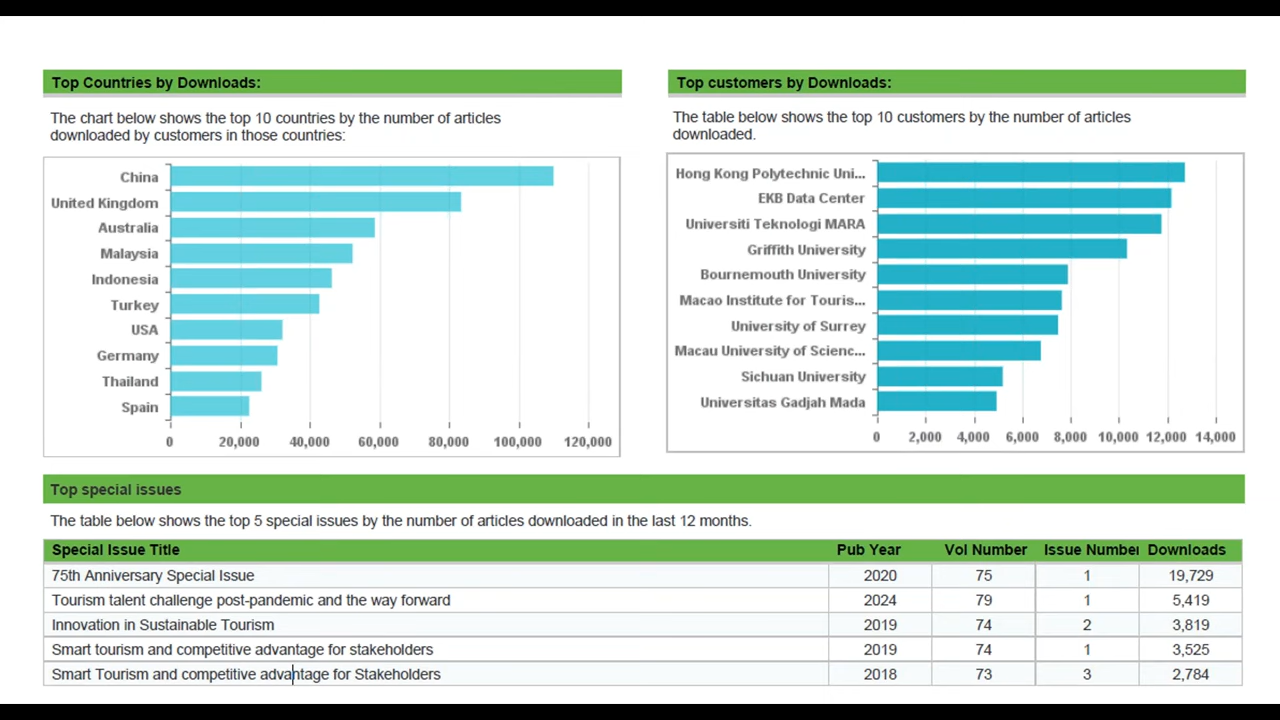 Top Countries by Downloads:
The chart below shows the top 10 countries by the number of articles
downloaded by customers in those countries:
China
United Kingdom
Australia
Malaysia
Indonesia
Turkey
USA
Germany
Thailand
Spain
0 20,000 40,000 60,000 80,000 100,000 120,000
Top customers by Downloads:
The table below shows the top 10 customers by the number of articles
downloaded.
Hong Kong Polytechnic Uni...
EKB Data Center
Universiti Teknologi MARA
Griffith University
Bournemouth University
Macao Institute for Touris...
University of Surrey
Macau University of Scienc...
Sichuan University
Universitas Gadjah Mada
0 2,000 4,000 6,000 8,000 10,000 12,000 14,000
Top special issues
The table below shows the top 5 special issues by the number of articles downloaded in the last 12 months.
Special Issue Title Pub Year Vol Number Issue Number Downloads
75th Anniversary Special Issue 2020 75 1 19,729
Tourism talent challenge post-pandemic and the way forward 2024 79 1 5,419
Innovation in Sustainable Tourism 2019 74 2 3,819
Smart tourism and competitive advantage for stakeholders 2019 74 1 3,525
Smart Tourism and competitive advantage for Stakeholders 2018 73 3 2,784